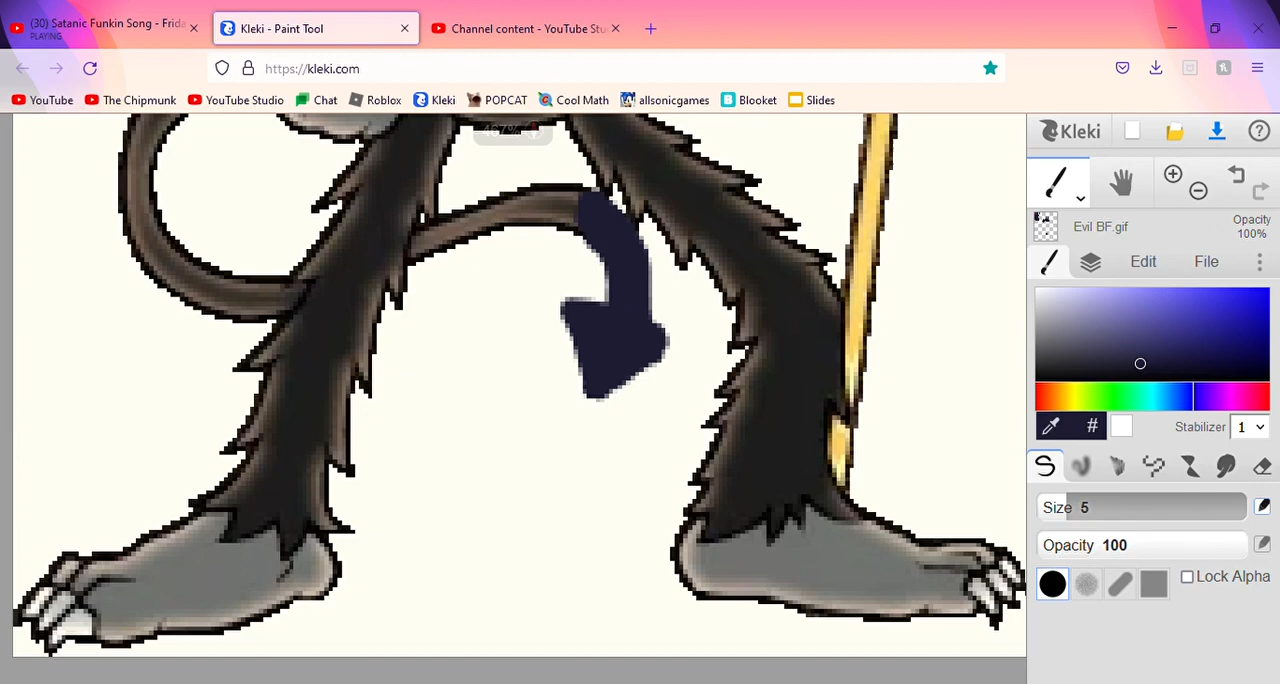 (30) Satanic Funkin Song - Frida
PLAYING
Kleki - Paint Tool
Channel content - YouTube Stu
https://kleki.com
YouTube
The Chipmunk
YouTube Studio
Chat
Roblox
Kleki
POPCAT
Cool Math
allsonicgames
Blooket
Slides
Kleki
Evil BF.gif
Opacity
100%
Edit
File
#
Stabilizer
1
Size 5
Opacity 100
Lock Alpha